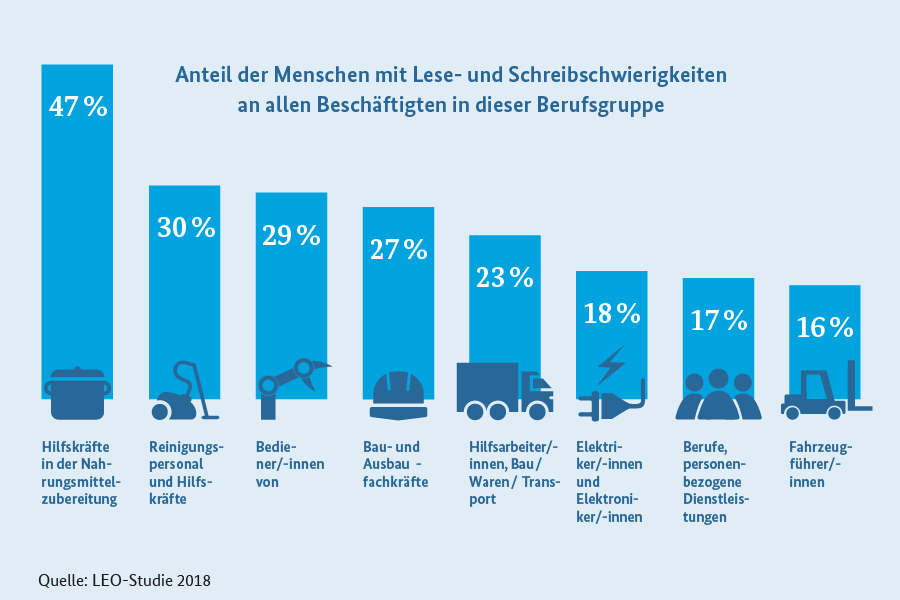 Anteil der Menschen mit Lese- und Schreibschwierigkeiten
an allen Beschäftigten in dieser Berufsgruppe
47 %
30 %
29 %
27 %
23 %
18 %
17 %
16 %
Hilfskräfte
in der Nah-
rungsmittel-
zubereitung
Reinigungs-
personal
und Hilfs-
kräfte
Bedie-
ner/-innen
von
Bau- und
Ausbau -
fachkräfte
Hilfsarbeiter/-
innen, Bau/
Waren/ Trans-
port
Elektri-
ker/-innen
und
Elektroni-
ker/-innen
Berufe,
personen-
bezogene
Dienstleis-
tungen
Fahrzeug-
führer/-
innen
Quelle: LEO-Studie 2018